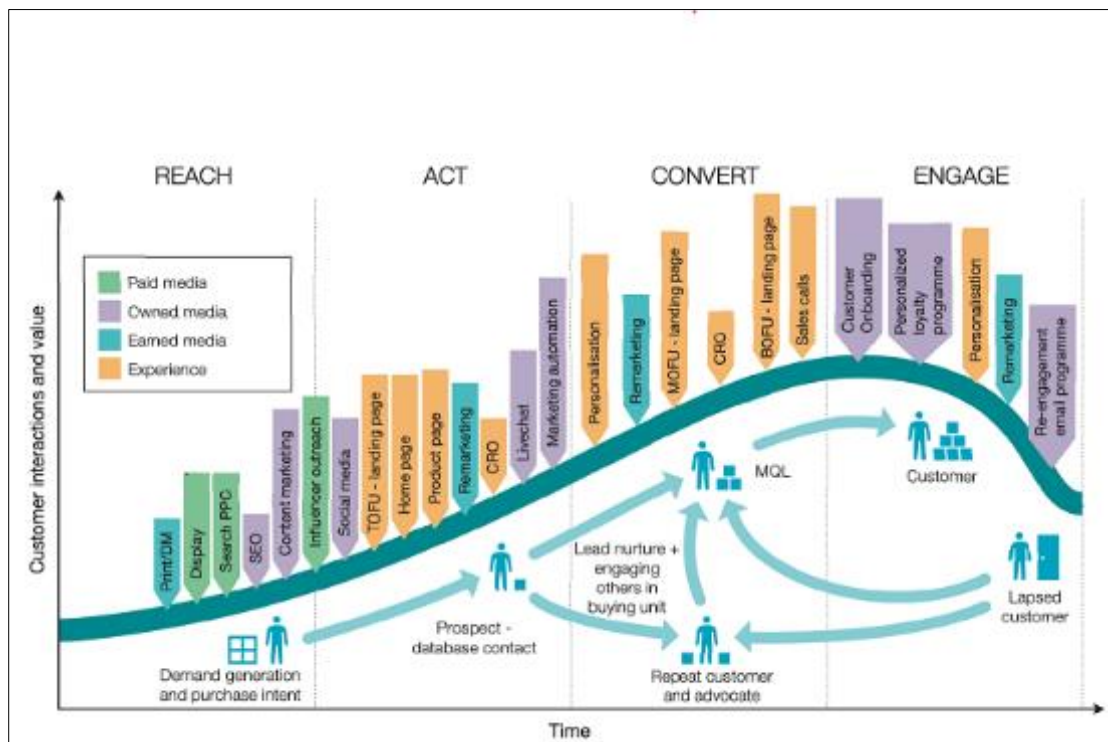 REACH
ACT
CONVERT
ENGAGE
Customer interactions and value
Paid media
Owned media
Earned media
Experience
Print/DM
Display
Search PPC
SEO
Content marketing
Influencer outreach
Social media
TOFU - landing page
Home page
Product page
Remarketing
CRO
Livechat
Marketing automation
Personalisation
Remarketing
MOFU - landing page
CRO
BOFU - landing page
Sales calls
Customer
Onboarding
Personalized
loyalty
programme
Personalisation
Remarketing
Re-engagement
email programme
Demand generation
and purchase intent
Prospect -
database contact
Lead nurture +
engaging
others in
buying unit
MQL
Repeat customer
and advocate
Customer
Lapsed
customer
Time